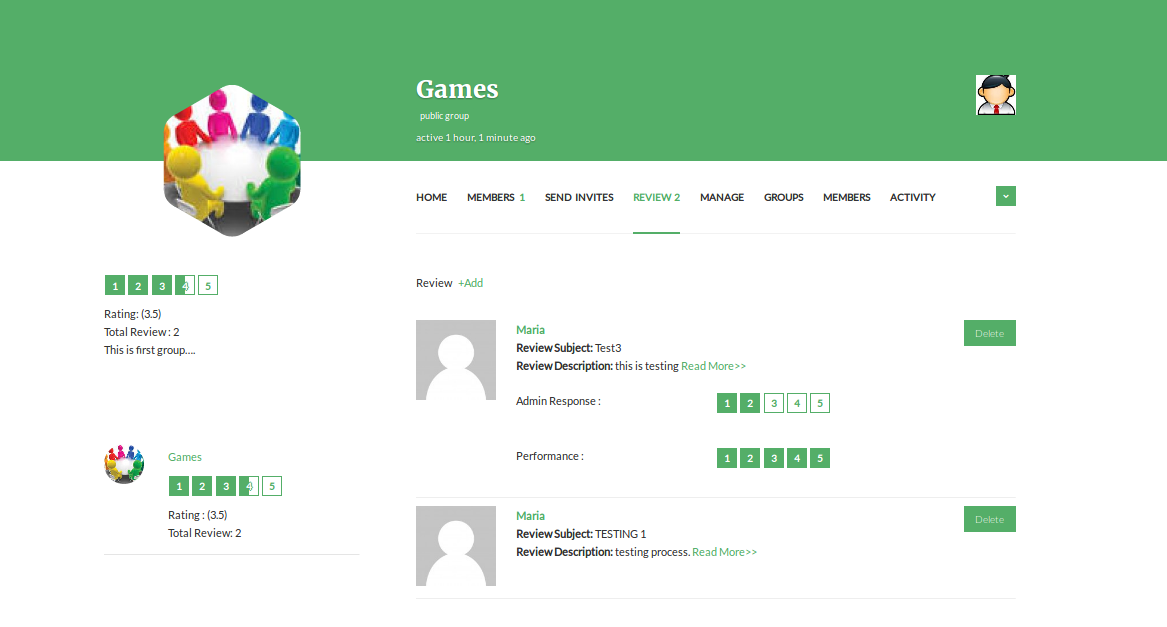 Games
public group
active 1 hour, 1 minute ago
HOME MEMBERS 1 SEND INVITES REVIEW 2 MANAGE GROUPS MEMBERS ACTIVITY
1 2 3 4 5
Rating: (3.5)
Total Review : 2
This is first group....
Games
1 2 3 4 5
Rating : (3.5)
Total Review: 2
Review +Add
Maria
Delete
Review Subject: Test3
Review Description: this is testing Read More>>
Admin Response : 1 2 3 4 5
Performance : 1 2 3 4 5
Maria
Delete
Review Subject: TESTING 1
Review Description: testing process. Read More>>